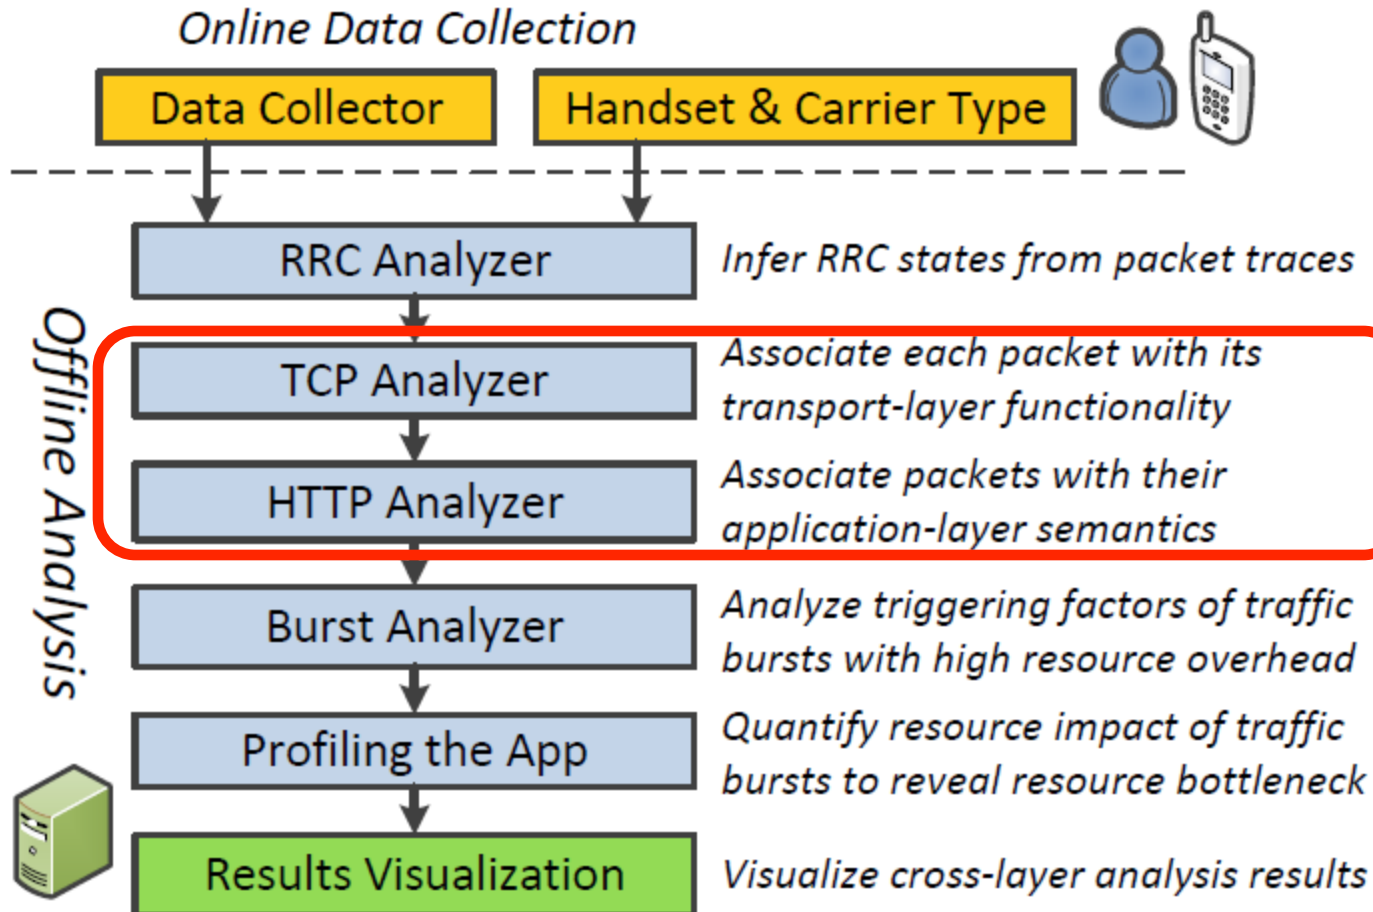 Online Data Collection
Data Collector
Handset & Carrier Type
Offline Analysis
RRC Analyzer
Infer RRC states from packet traces
TCP Analyzer
Associate each packet with its
transport-layer functionality
HTTP Analyzer
Associate packets with their
application-layer semantics
Burst Analyzer
Analyze triggering factors of traffic
bursts with high resource overhead
Profiling the App
Quantify resource impact of traffic
bursts to reveal resource bottleneck
Results Visualization
Visualize cross-layer analysis results